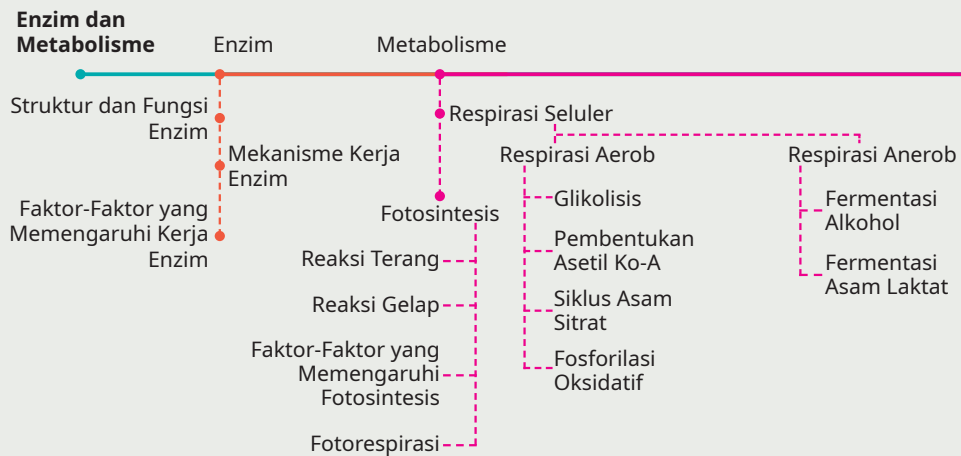 Enzim dan
Metabolisme
Enzim
Metabolisme
Struktur dan Fungsi
Enzim
Mekanisme Kerja
Enzim
Faktor-Faktor yang
Memengaruhi Kerja
Enzim
Respirasi Seluler
Respirasi Aerob
Glikolisis
Pembentukan
Asetil Ko-A
Siklus Asam
Sitrat
Fosforilasi
Oksidatif
Respirasi Anerob
Fermentasi
Alkohol
Fermentasi
Asam Laktat
Fotosintesis
Reaksi Terang
Reaksi Gelap
Faktor-Faktor yang
Memengaruhi
Fotosintesis
Fotorespirasi